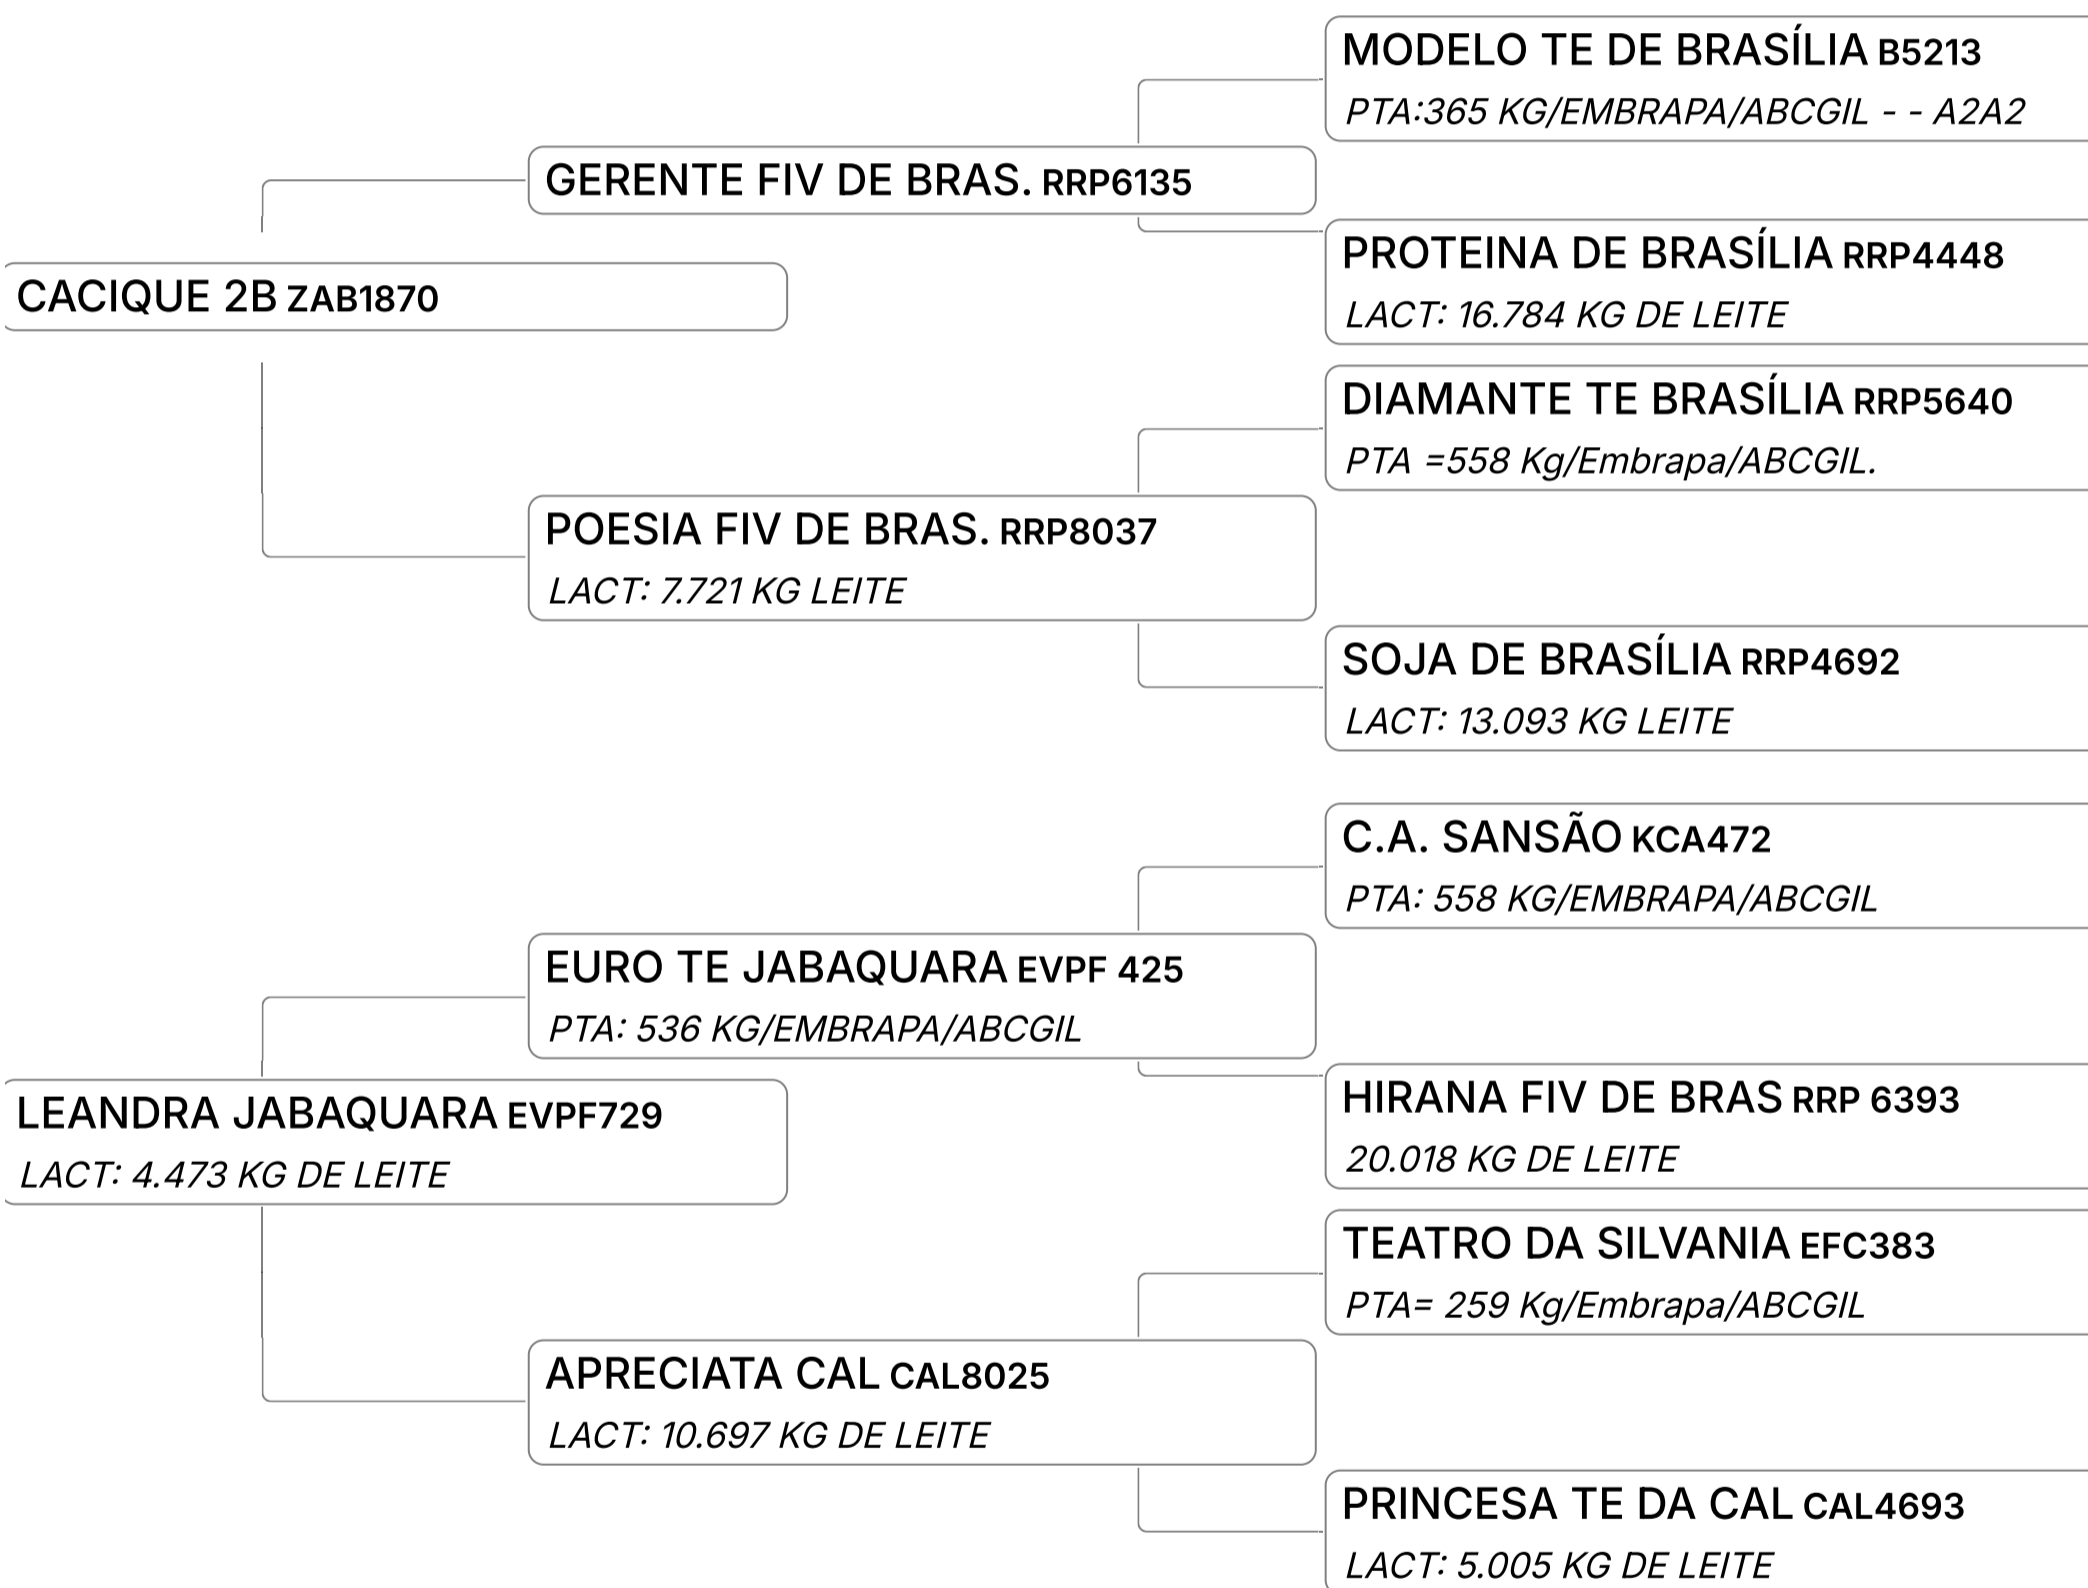 MODELO TE DE BRASÍLIA B5213
PTA:365 KG/EMBRAPA/ABCGIL - - A2A2
GERENTE FIV DE BRAS. RRP6135
PROTEINA DE BRASÍLIA RRP4448
LACT: 16.784 KG DE LEITE
CACIQUE 2B ZAB1870
DIAMANTE TE BRASÍLIA RRP5640
PTA =558 Kg/Embrapa/ABCGIL.
POESIA FIV DE BRAS. RRP8037
LACT: 7.721 KG LEITE
SOJA DE BRASÍLIA RRP4692
LACT: 13.093 KG LEITE
C.A. SANSÃO KCA472
PTA: 558 KG/EMBRAPA/ABCGIL
EURO TE JABAQUARA EVPF 425
PTA: 536 KG/EMBRAPA/ABCGIL
HIRANA FIV DE BRAS RRP 6393
20.018 KG DE LEITE
LEANDRA JABAQUARA EVPF729
LACT: 4.473 KG DE LEITE
TEATRO DA SILVANIA EFC383
PTA= 259 Kg/Embrapa/ABCGIL
APRECIATA CAL CAL8025
LACT: 10.697 KG DE LEITE
PRINCESA TE DA CAL CAL4693
LACT: 5.005 KG DE LEITE